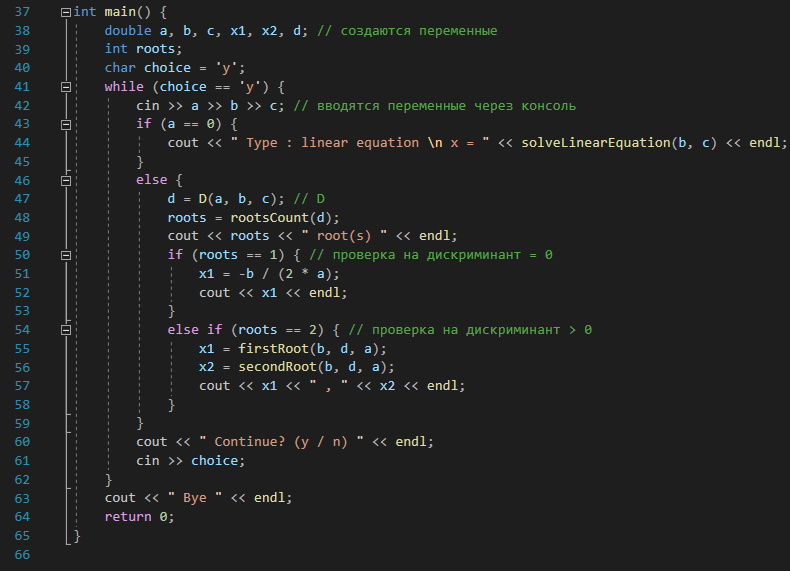 37 int main() {
38     double a, b, c, x1, x2, d; // создаются переменные
39     int roots;
40     char choice = 'y';
41     while (choice == 'y') {
42         cin >> a >> b >> c; // вводятся переменные через консоль
43         if (a == 0) {
44             cout << " Type : linear equation \n x = " << solveLinearEquation(b, c) << endl;
45         }
46         else {
47             d = D(a, b, c); // D
48             roots = rootsCount(d);
49             cout << roots << " root(s) " << endl;
50             if (roots == 1) { // проверка на дискриминант = 0
51                 x1 = -b / (2 * a);
52                 cout << x1 << endl;
53             }
54             else if (roots == 2) { // проверка на дискриминант > 0
55                 x1 = firstRoot(b, d, a);
56                 x2 = secondRoot(b, d, a);
57                 cout << x1 << " , " << x2 << endl;
58             }
59         }
60         cout << " Continue? (y / n) " << endl;
61         cin >> choice;
62     }
63     cout << " Bye " << endl;
64     return 0;
65 }
66